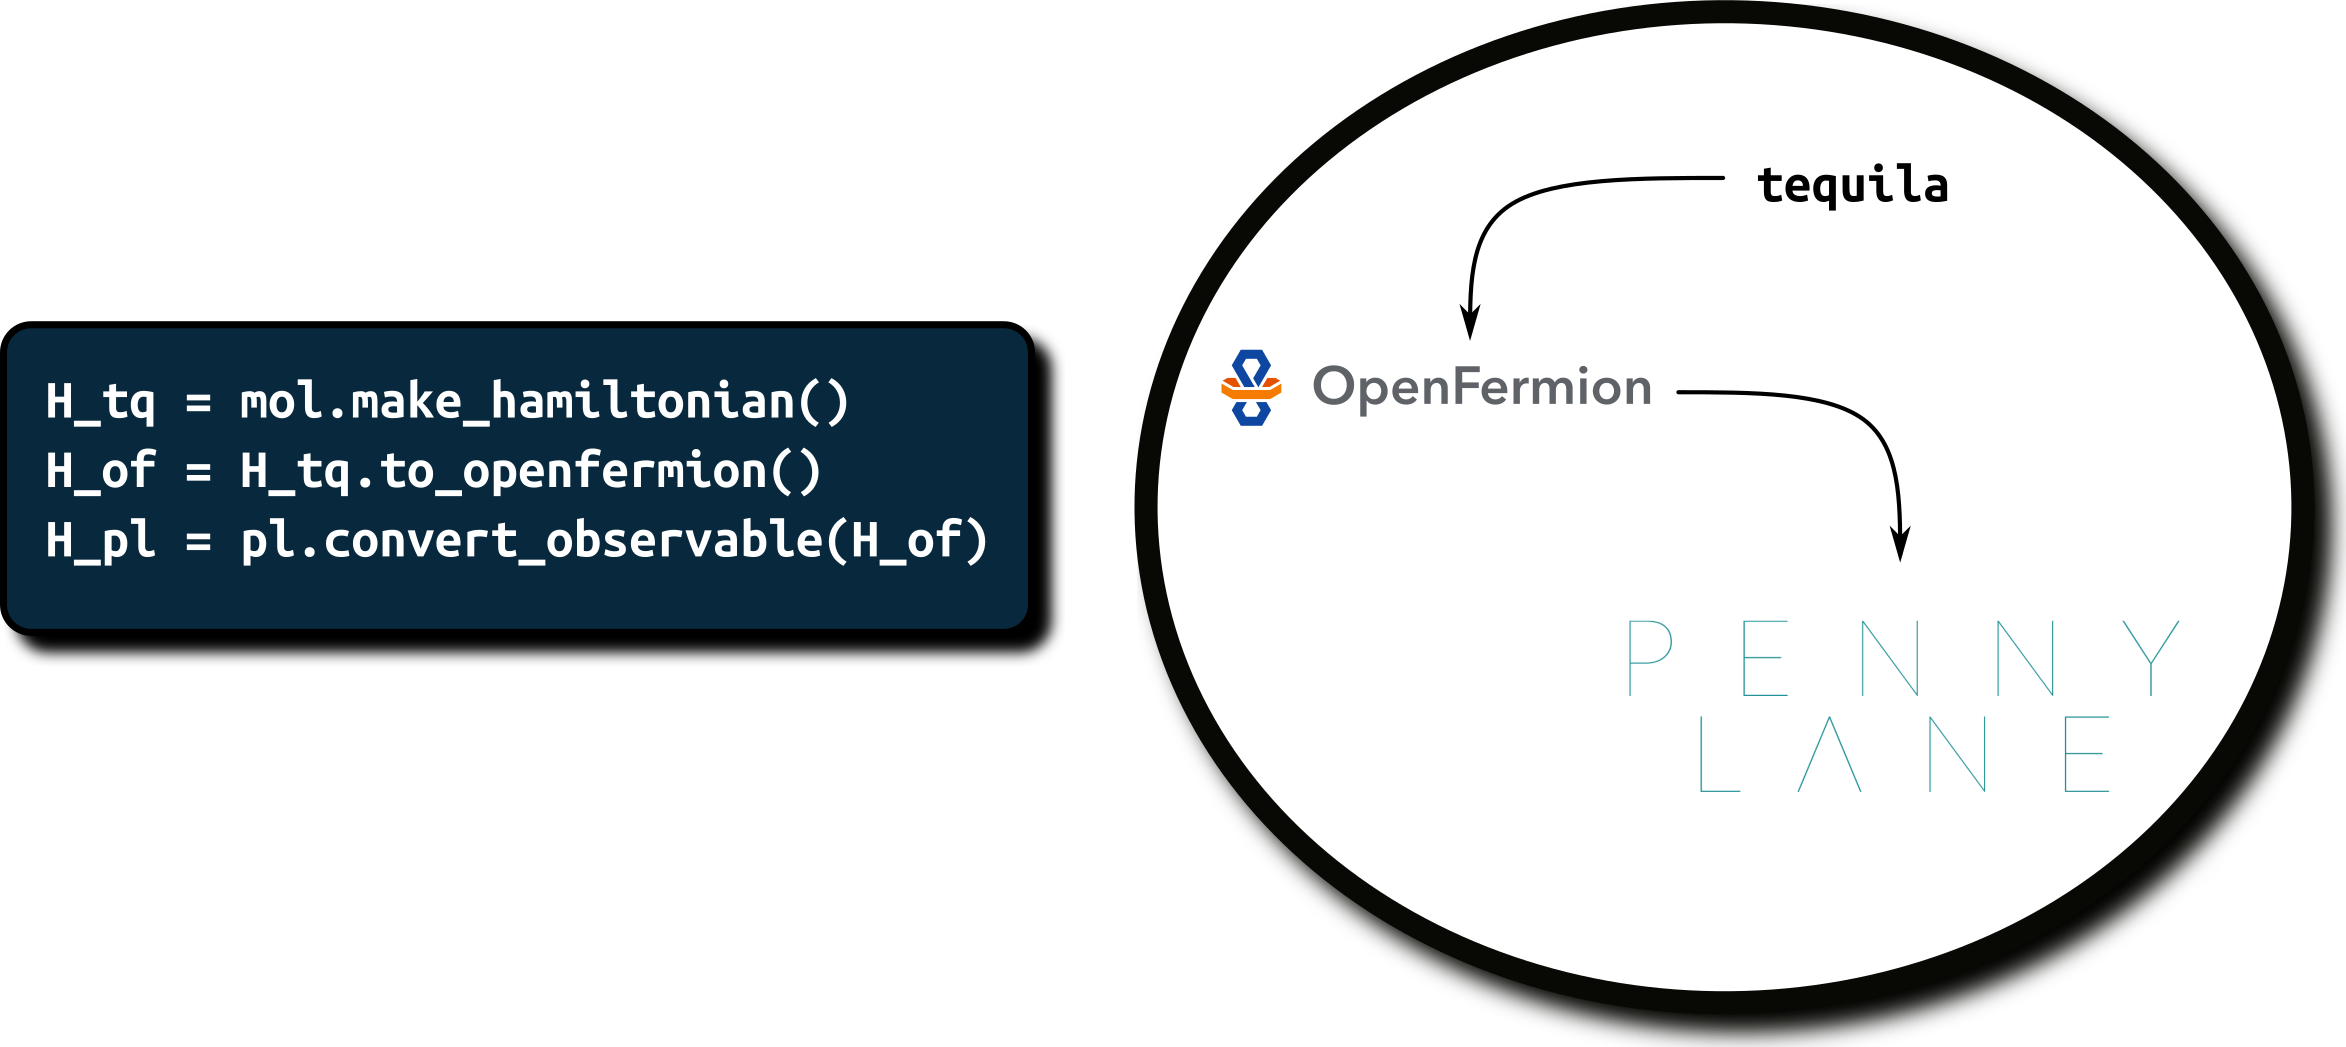 H_tq = mol.make_hamiltonian()
H_of = H_tq.to_openfermion()
H_pl = pl.convert_observable(H_of)
tequila
OpenFermion
PENNY
LANE